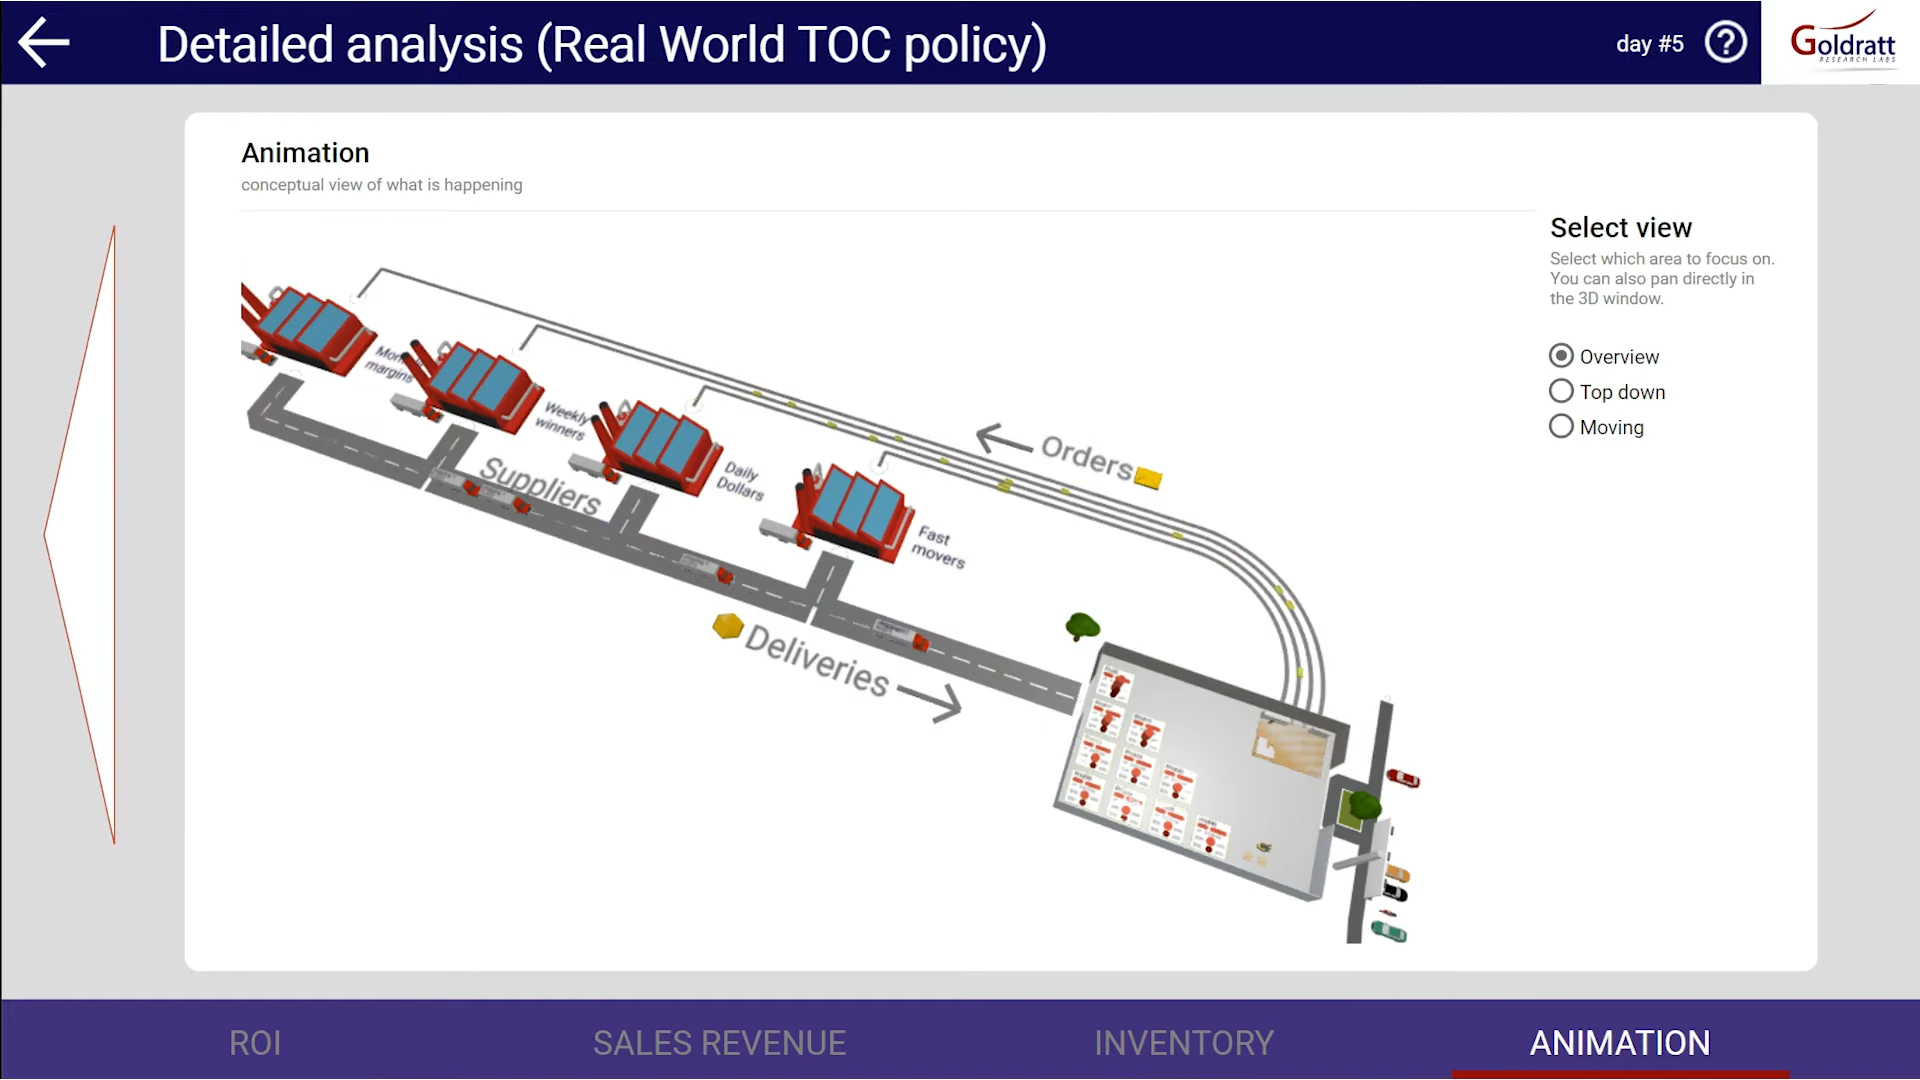 Detailed analysis (Real World TOC policy)
day #5
?
Goldratt
RESEARCH LABS
Animation
conceptual view of what is happening
Select view
Select which area to focus on.
You can also pan directly in
the 3D window.
Overview
Top down
Moving
margins
Weekly
winners
Daily
Dollars
Fast
movers
Suppliers
Orders
Deliveries
ROI
SALES REVENUE
INVENTORY
ANIMATION